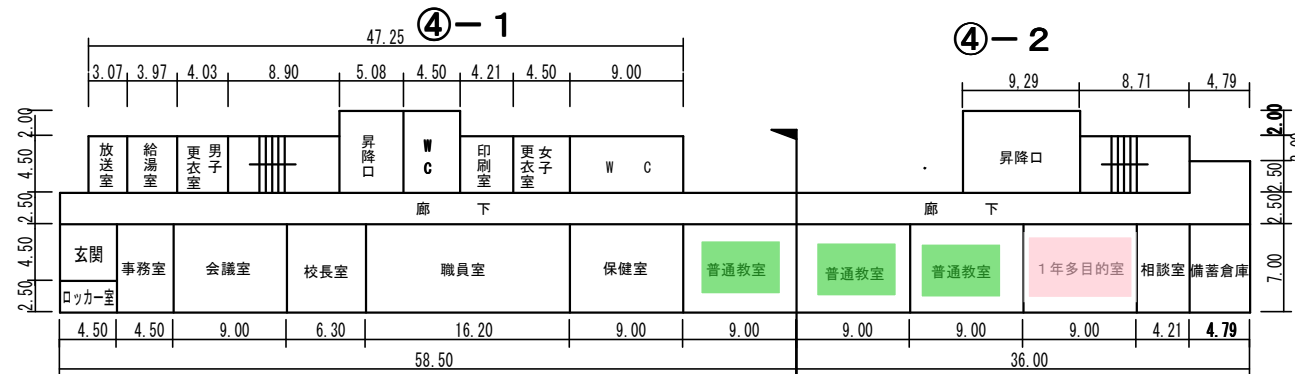 ④－1
④－2
47.25
3.07 3.97 4.03 8.90 5.08 4.50 4.21 4.50 9.00
9.29 8.71 4.79
2.00
4.50
2.50
4.50
2.50
放送室
給湯室
男子更衣室
昇降口
WC
印刷室
女子更衣室
W C
昇降口
2.00
2.50
2.50
7.00
廊 下
廊 下
玄関
ロッカー室
事務室
会議室
校長室
職員室
保健室
普通教室
普通教室
普通教室
1年多目的室
相談室
備蓄倉庫
4.50 4.50 9.00 6.30 16.20 9.00 9.00 9.00 9.00 9.00 4.21 4.79
58.50 36.00